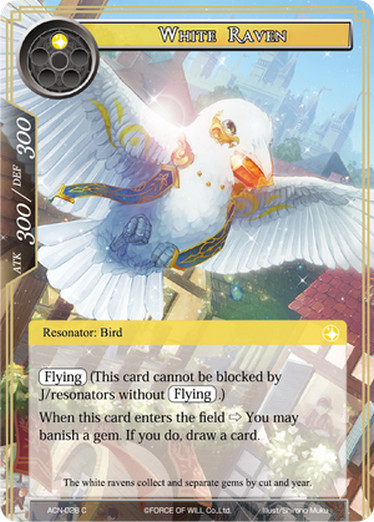 White Raven
ATK 300 / DEF 300
Resonator: Bird
Flying (This card cannot be blocked by
J/resonators without Flying.)
When this card enters the field ⇨ You may
banish a gem. If you do, draw a card.
The white ravens collect and separate gems by cut and year.
ACN-028 C ©FORCE OF WILL Co.,Ltd. Illust/Shirono Muku